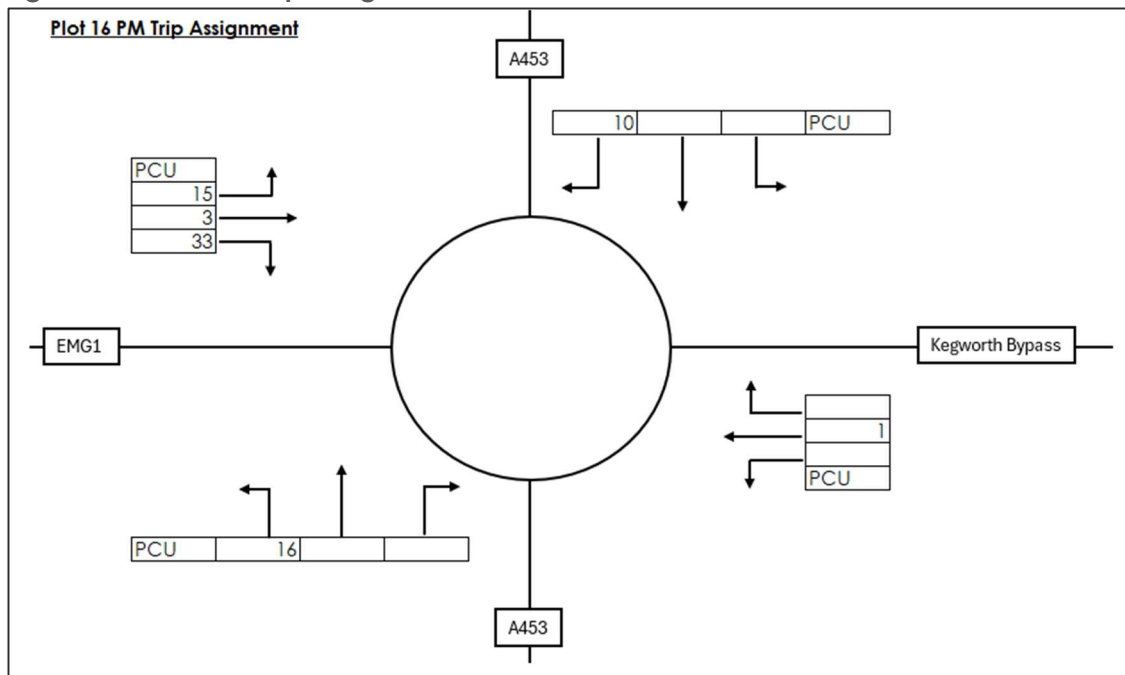 Plot 16 PM Trip Assignment
A453
10 PCU
PCU
15
3
33
EMG1
Kegworth Bypass
1
PCU
PCU 16
A453